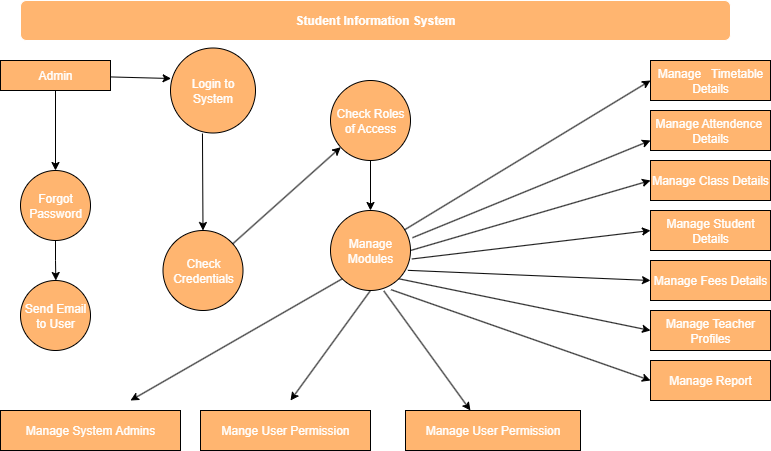 Student Information System
Admin
Login to
System
Check Roles
of Access
Manage Timetable
Details
Manage Attendence
Details
Manage Class Details
Forgot
Password
Manage Student
Details
Manage
Modules
Check
Credentials
Manage Fees Details
Send Email
to User
Manage Teacher
Profiles
Manage Report
Manage System Admins
Mange User Permission
Manage User Permission